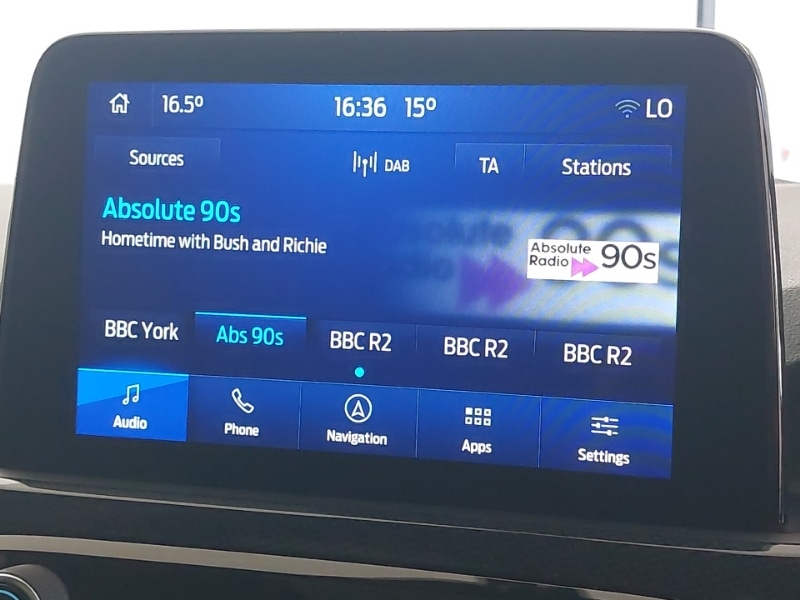 16.5º 16:36 15º LO
Sources DAB TA Stations
Absolute 90s
Hometime with Bush and Richie
Absolute
Radio 90s
BBC York Abs 90s BBC R2 BBC R2 BBC R2
Audio Phone Navigation Apps Settings